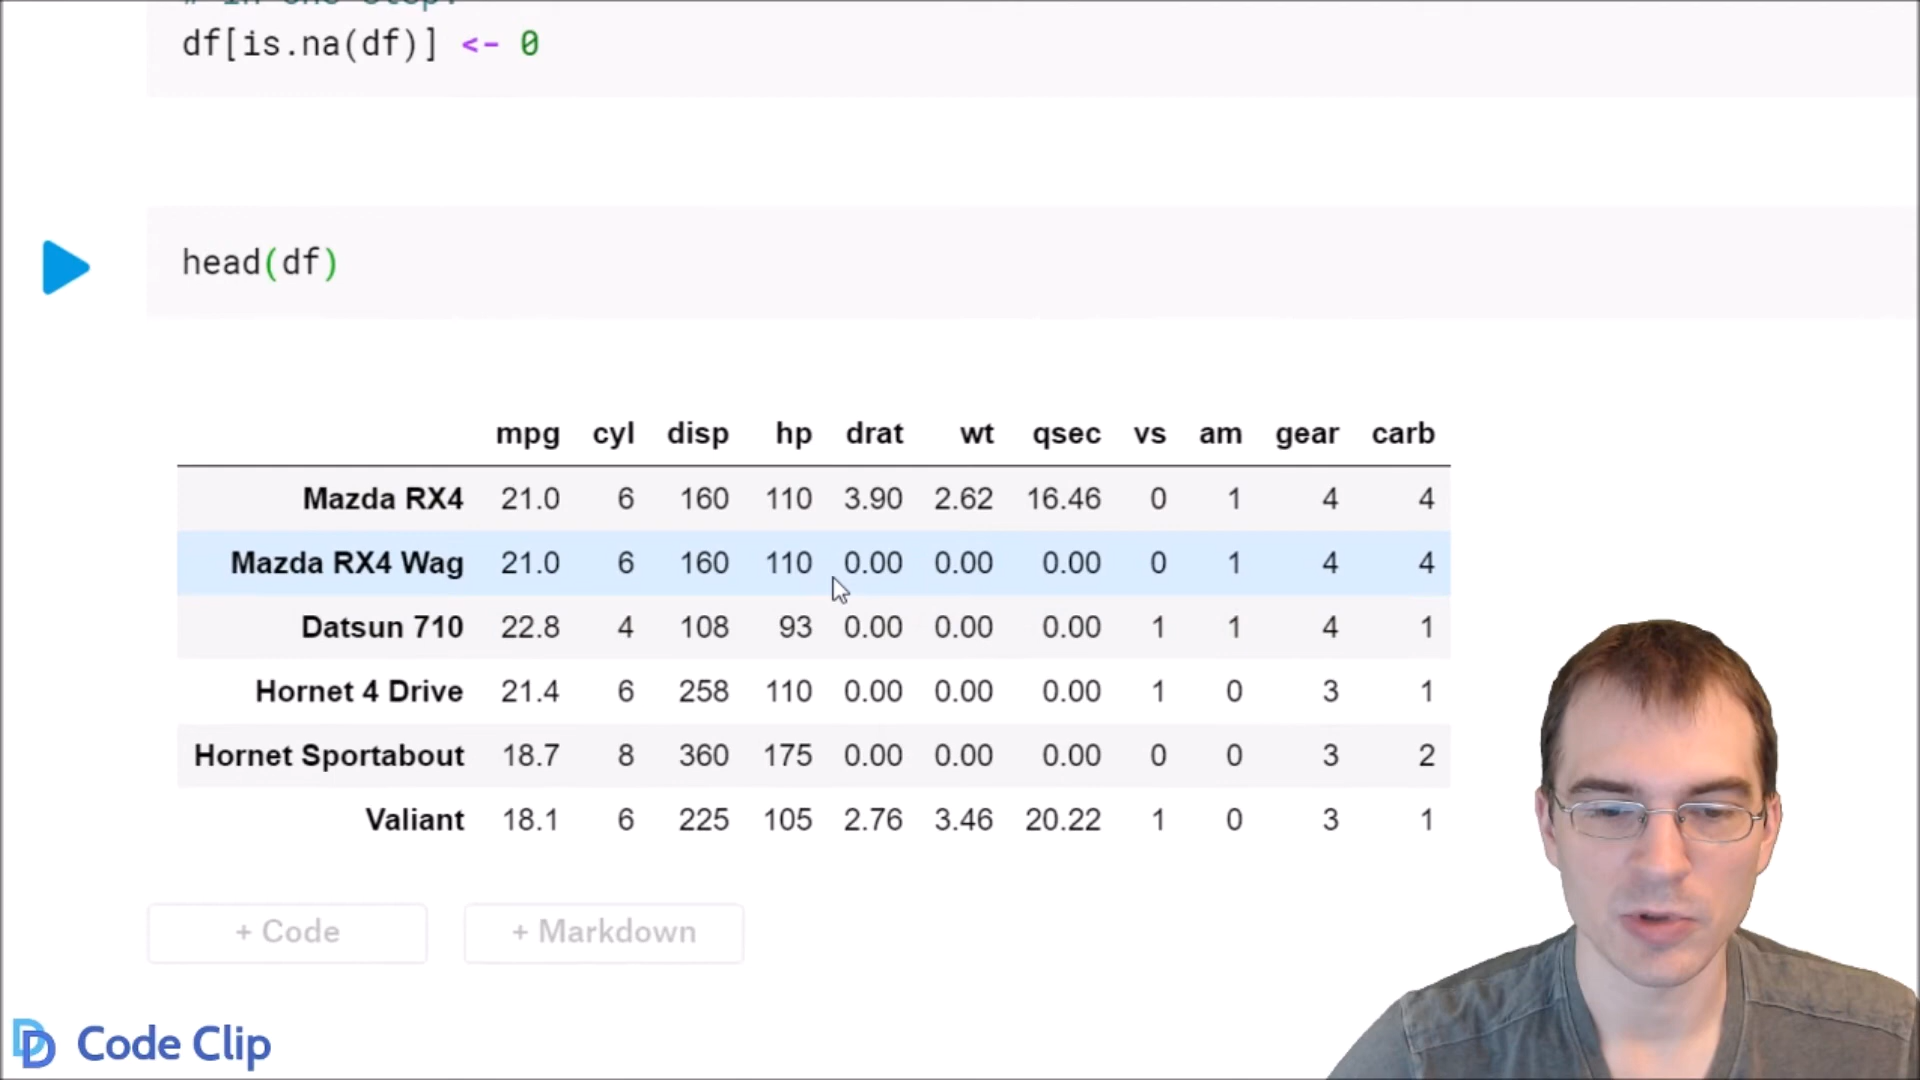 # in one step:
df[is.na(df)] <- 0
head(df)
mpg cyl disp hp drat wt qsec vs am gear carb
Mazda RX4 21.0 6 160 110 3.90 2.62 16.46 0 1 4 4
Mazda RX4 Wag 21.0 6 160 110 0.00 0.00 0.00 0 1 4 4
Datsun 710 22.8 4 108 93 0.00 0.00 0.00 1 1 4 1
Hornet 4 Drive 21.4 6 258 110 0.00 0.00 0.00 1 0 3 1
Hornet Sportabout 18.7 8 360 175 0.00 0.00 0.00 0 0 3 2
Valiant 18.1 6 225 105 2.76 3.46 20.22 1 0 3 1
+ Code + Markdown
Code Clip